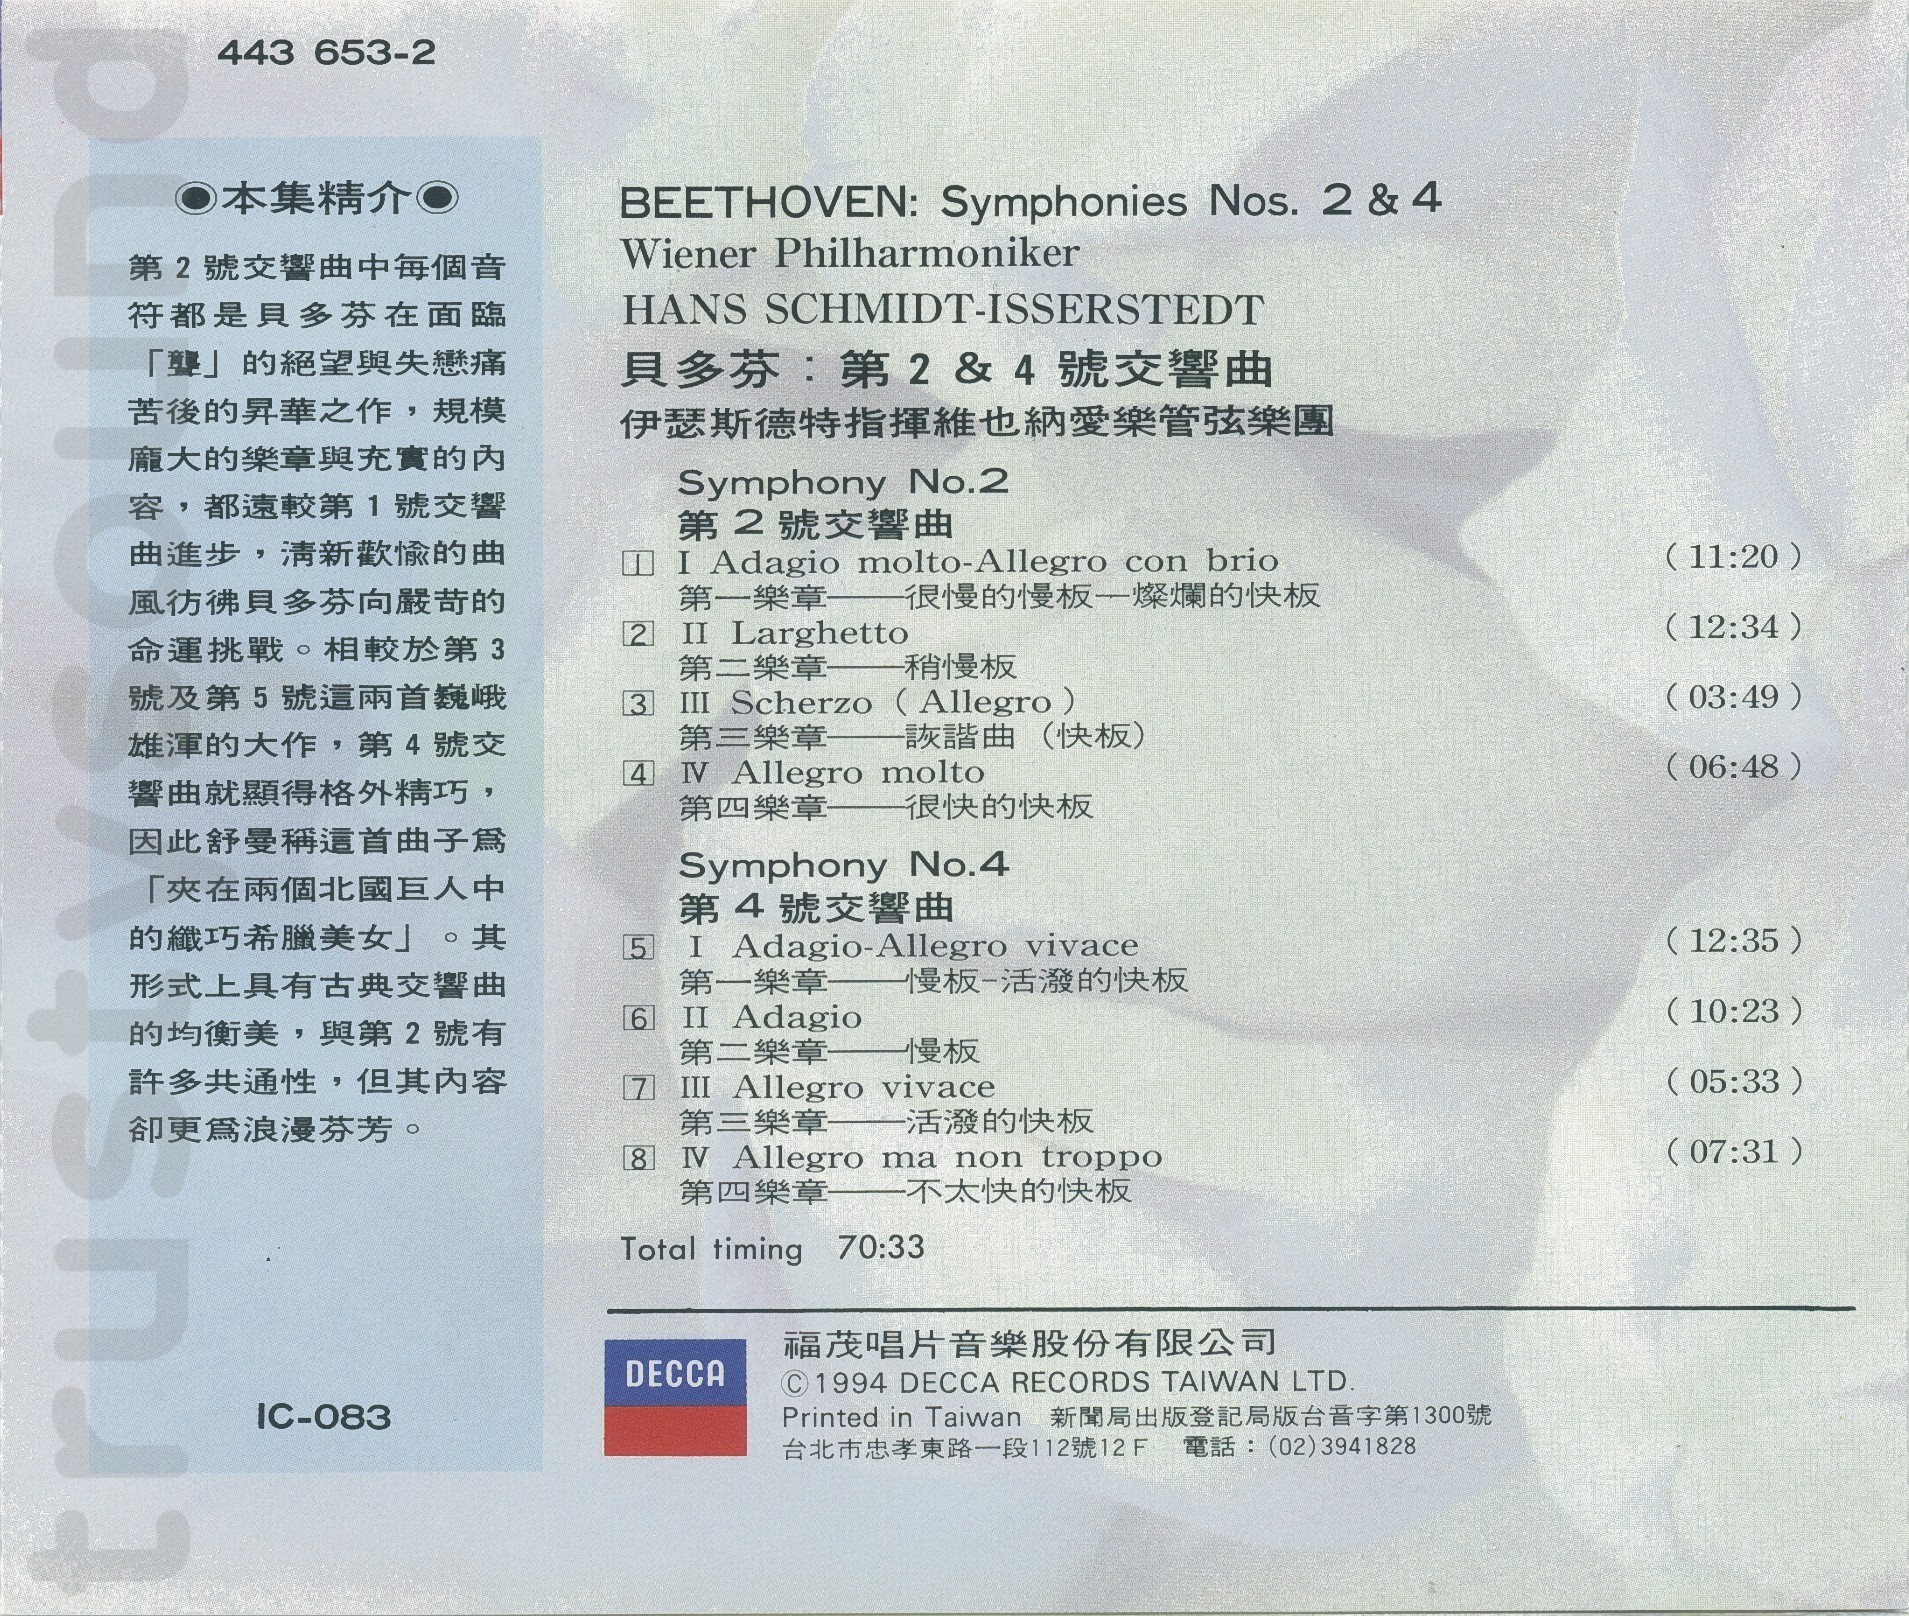 443 653-2
◉本集精介◉
第 2 號交響曲中每個音
符都是貝多芬在面臨
「聾」的絕望與失戀痛
苦後的昇華之作，規模
龐大的樂章與充實的內
容，都遠較第 1 號交響
曲進步，清新歡愉的曲
風彷彿貝多芬向嚴苛的
命運挑戰。相較於第 3
號及第 5 號這兩首巍峨
雄渾的大作，第 4 號交
響曲就顯得格外精巧，
因此舒曼稱這首曲子為
「夾在兩個北國巨人中
的纖巧希臘美女」。其
形式上具有古典交響曲
的均衡美，與第 2 號有
許多共通性，但其內容
卻更為浪漫芬芳。
IC-083
BEETHOVEN: Symphonies Nos. 2 & 4
Wiener Philharmoniker
HANS SCHMIDT-ISSERSTEDT
貝多芬：第 2 & 4 號交響曲
伊瑟斯德特指揮維也納愛樂管弦樂團
Symphony No.2
第 2 號交響曲
1 I Adagio molto-Allegro con brio (11:20)
第一樂章——很慢的慢板—燦爛的快板
2 II Larghetto (12:34)
第二樂章——稍慢板
3 III Scherzo (Allegro) (03:49)
第三樂章——詼諧曲（快板）
4 IV Allegro molto (06:48)
第四樂章——很快的快板
Symphony No.4
第 4 號交響曲
5 I Adagio-Allegro vivace (12:35)
第一樂章——慢板-活潑的快板
6 II Adagio (10:23)
第二樂章——慢板
7 III Allegro vivace (05:33)
第三樂章——活潑的快板
8 IV Allegro ma non troppo (07:31)
第四樂章——不太快的快板
Total timing 70:33
DECCA
福茂唱片音樂股份有限公司
©1994 DECCA RECORDS TAIWAN LTD.
Printed in Taiwan 新聞局出版登記局版台音字第1300號
台北市忠孝東路一段112號12F 電話：(02)3941828
trustysound